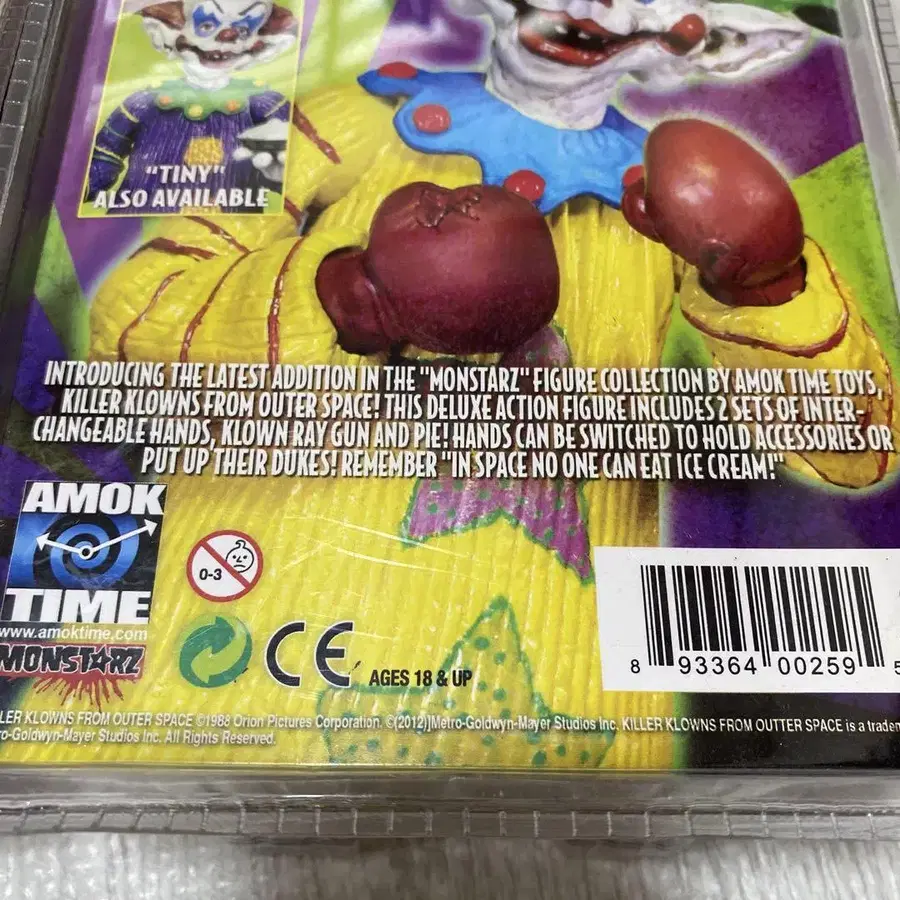 "TINY"
ALSO AVAILABLE
INTRODUCING THE LATEST ADDITION IN THE "MONSTARZ" FIGURE COLLECTION BY AMOK TIME TOYS,
KILLER KLOWNS FROM OUTER SPACE! THIS DELUXE ACTION FIGURE INCLUDES 2 SETS OF INTER-
CHANGEABLE HANDS, KLOWN RAY GUN AND PIE! HANDS CAN BE SWITCHED TO HOLD ACCESSORIES OR
PUT UP THEIR DUKES! REMEMBER "IN SPACE NO ONE CAN EAT ICE CREAM!"
AMOK
TIME
www.amoktime.com
MONSTARZ
0-3
CE
AGES 18 & UP
8 93364 00259 5
LER KLOWNS FROM OUTER SPACE ©1988 Orion Pictures Corporation. ©(2012)]Metro-Goldwyn-Mayer Studios Inc. KILLER KLOWNS FROM OUTTER SPACE is a tradem
ro-Goldwyn-Mayer Studios Inc. All Rights Reserved.